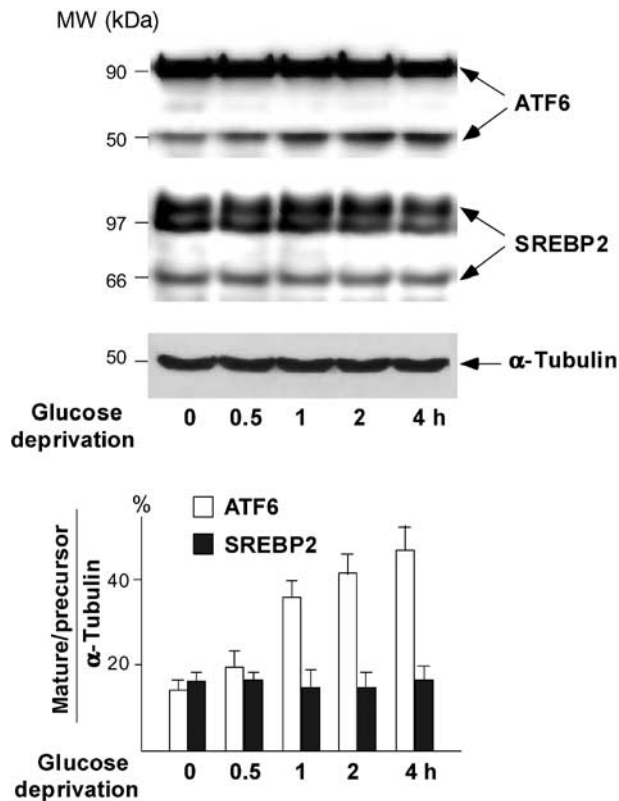 MW (kDa)
90
ATF6
50
97
SREBP2
66
50
α-Tubulin
Glucose deprivation 0 0.5 1 2 4 h
%
ATF6
SREBP2
Mature/precursor
α-Tubulin
40
20
Glucose deprivation 0 0.5 1 2 4 h